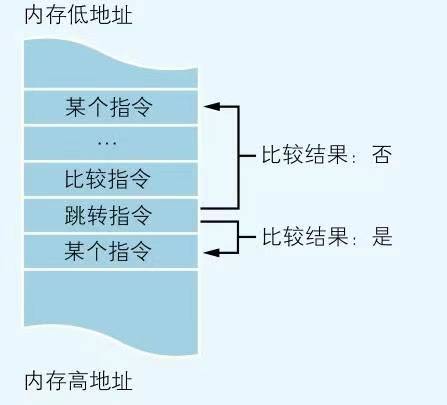 内存低地址
某个指令
…
比较指令
跳转指令
某个指令
比较结果：否
比较结果：是
内存高地址